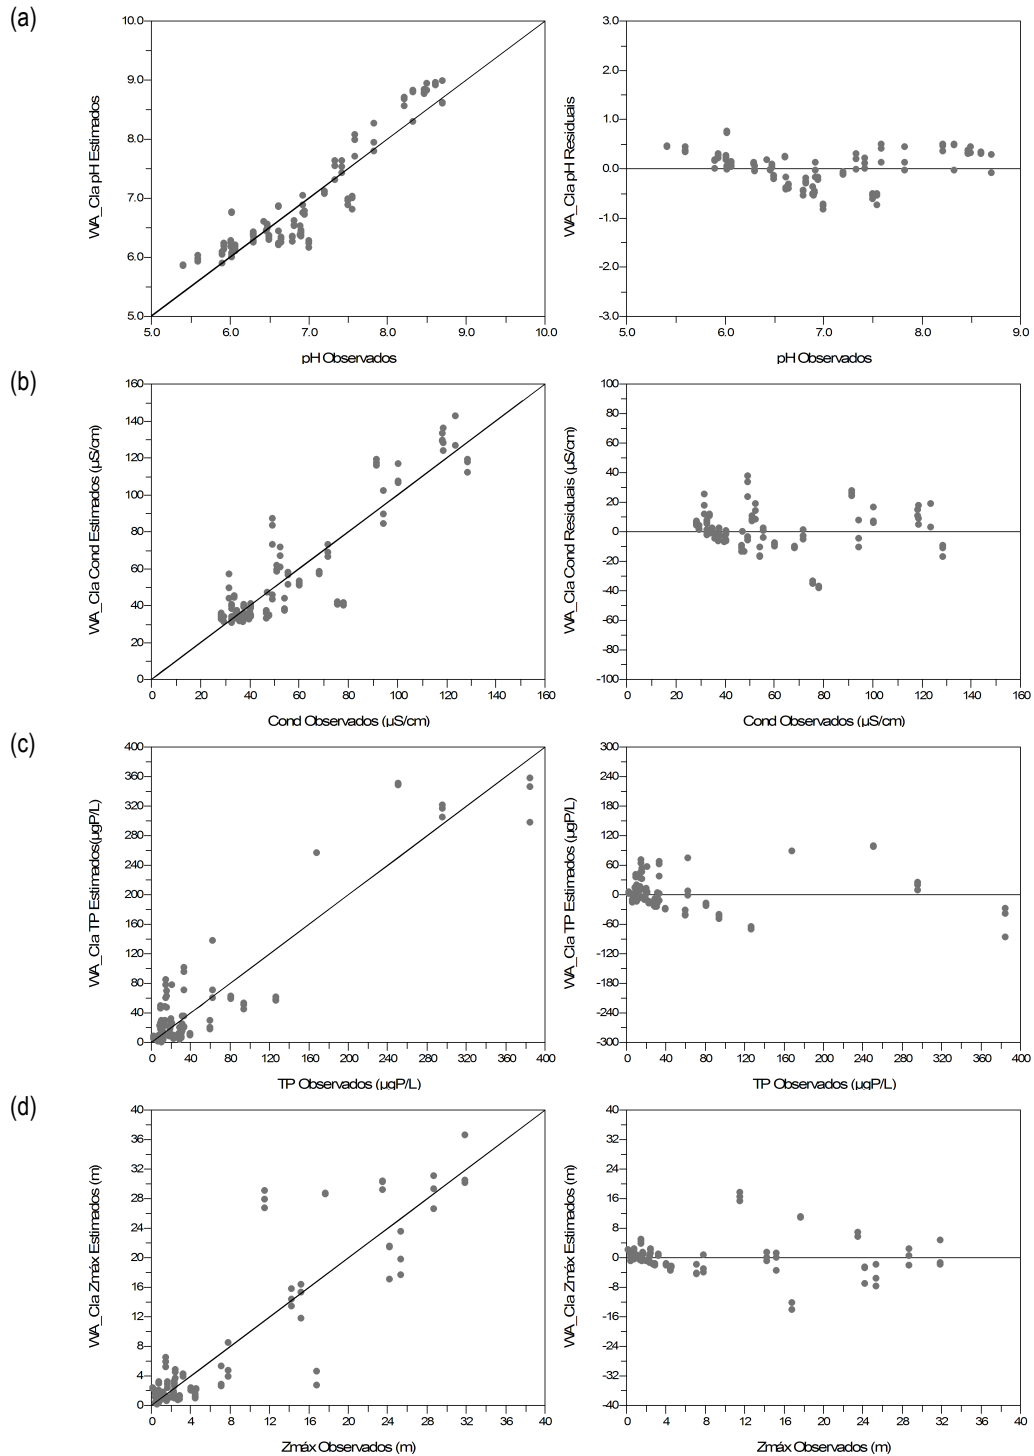 (a)
WA_Cla pH Estimados
10.0
9.0
8.0
7.0
6.0
5.0
5.0 6.0 7.0 8.0 9.0 10.0
pH Observados
WA_Cla pH Residuais
3.0
2.0
1.0
0.0
-1.0
-2.0
-3.0
5.0 6.0 7.0 8.0 9.0
pH Observados
(b)
WA_Cla Cond Estimados (µS/cm)
160
140
120
100
80
60
40
20
0
0 20 40 60 80 100 120 140 160
Cond Observados (µS/cm)
WA_Cla Cond Residuais (µS/cm)
100
80
60
40
20
0
-20
-40
-60
-80
-100
0 20 40 60 80 100 120 140 160
Cond Observados (µS/cm)
(c)
WA_Cla TP Estimados(µgP/L)
400
360
320
280
240
200
160
120
80
40
0
0 40 80 120 160 200 240 280 320 360 400
TP Observados (µgP/L)
WA_Cla TP Estimados (µgP/L)
300
240
180
120
60
0
-60
-120
-180
-240
-300
0 40 80 120 160 200 240 280 320 360 400
TP Observados (µgP/L)
(d)
WA_Cla Zmáx Estimados (m)
40
36
32
28
24
20
16
12
8
4
0
0 4 8 12 16 20 24 28 32 36 40
Zmáx Observados (m)
WA_Cla Zmáx Estimados (m)
40
32
24
16
8
0
-8
-16
-24
-32
-40
0 4 8 12 16 20 24 28 32 36 40
Zmáx Observados (m)